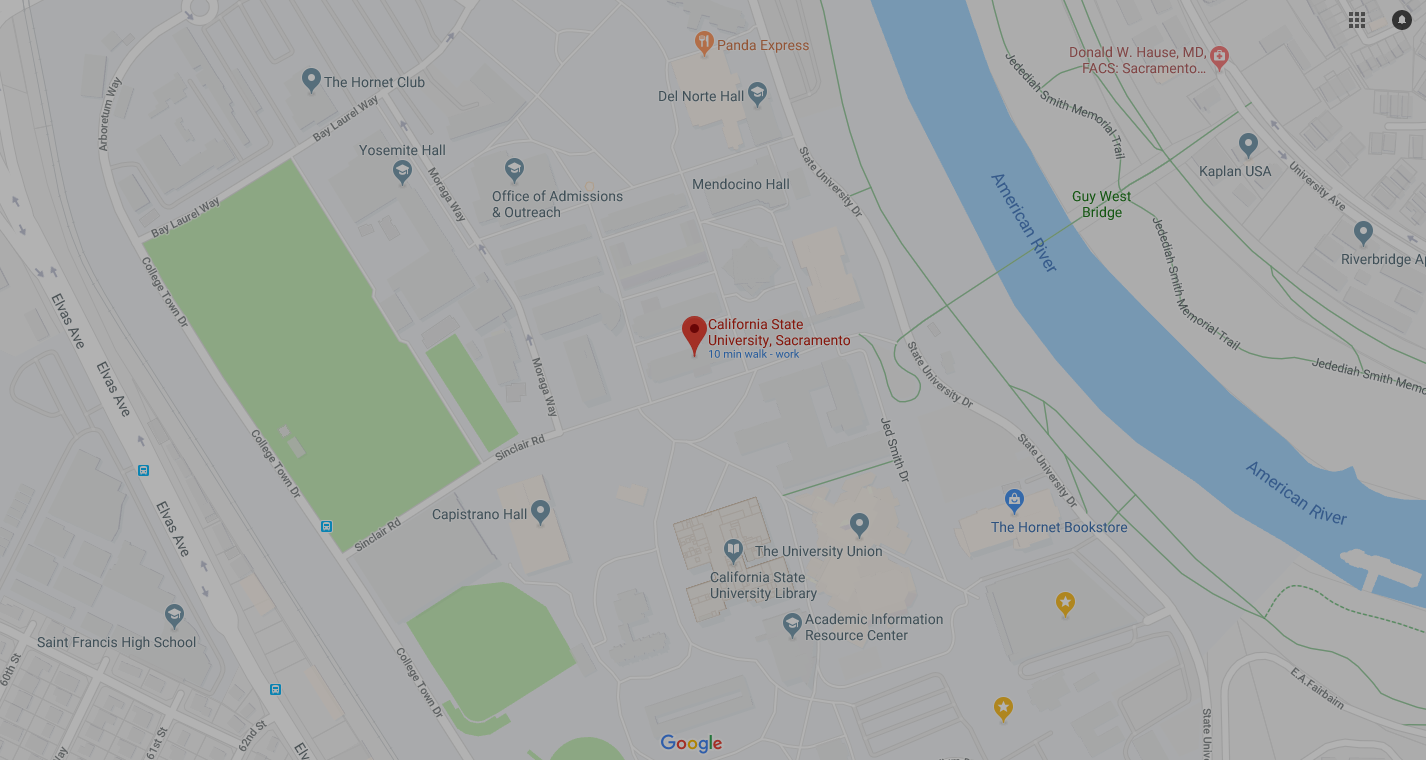 Panda Express
Donald W. Hause, MD,
FACS: Sacramento...
The Hornet Club
Del Norte Hall
Arboretum Way
Bay Laurel Way
Jedediah Smith Memorial Trail
Yosemite Hall
Kaplan USA
University Ave
Office of Admissions
& Outreach
Moraga Way
Mendocino Hall
State University Dr
American River
Guy West
Bridge
Bay Laurel Way
Riverbridge Ap
College Town Dr
Jedediah Smith Memorial Trail
Elvas Ave
California State
University, Sacramento
10 min walk - work
State University Dr
Jedediah Smith Memo
Elvas Ave
Moraga Way
Sinclair Rd
Jed Smith Dr
College Town Dr
State University Dr
American River
Elvas Ave
Capistrano Hall
Sinclair Rd
The Hornet Bookstore
The University Union
California State
University Library
Saint Francis High School
Academic Information
Resource Center
60th St
College Town Dr
E.A.Fairbairn
61st St
62nd St
State Univ
Elv
Way
Google